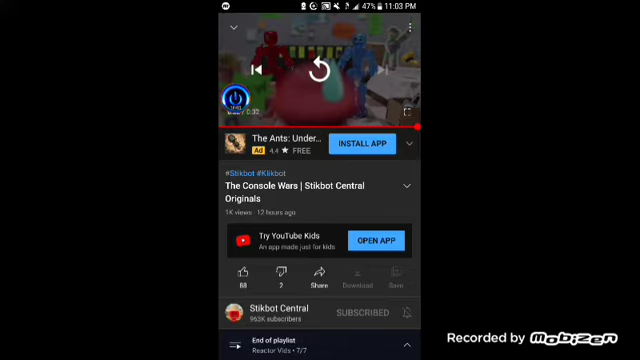 47% 11:03 PM
0:32
The Ants: Under...
INSTALL APP
Ad 4.4 ★ FREE
#Stikbot #Klikbot
The Console Wars | Stikbot Central
Originals
1K views · 12 hours ago
Try YouTube Kids
An app made just for kids
OPEN APP
68 2 Share Download Save
Stikbot Central
953K subscribers
SUBSCRIBED
End of playlist
Reactor Vids • 7/7
Recorded by Mobizen